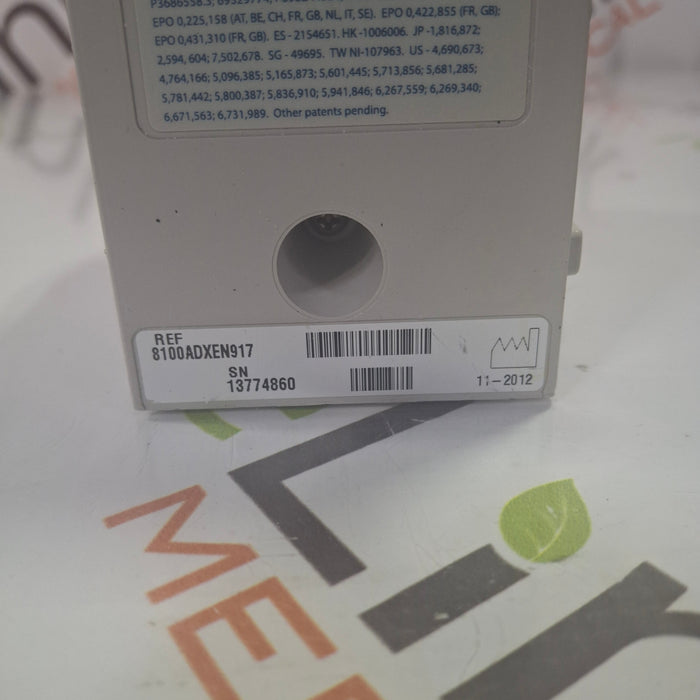 EPO 0,225,158 (AT, BE, CH, FR, GB, NL, IT, SE). EPO 0,422,855 (FR, GB);
EPO 0,431,310 (FR, GB). ES - 2154651. HK -1006006. JP -1,816,872;
2,594, 604; 7,502,678. SG - 49695. TW NI-107963. US - 4,690,673;
4,764,166; 5,096,385; 5,165,873; 5,601,445; 5,713,856; 5,681,285;
5,781,442; 5,800,387; 5,836,910; 5,941,846; 6,267,559; 6,269,340;
6,671,563; 6,731,989. Other patents pending.
REF
8100ADXEN917
SN
13774860
11-2012